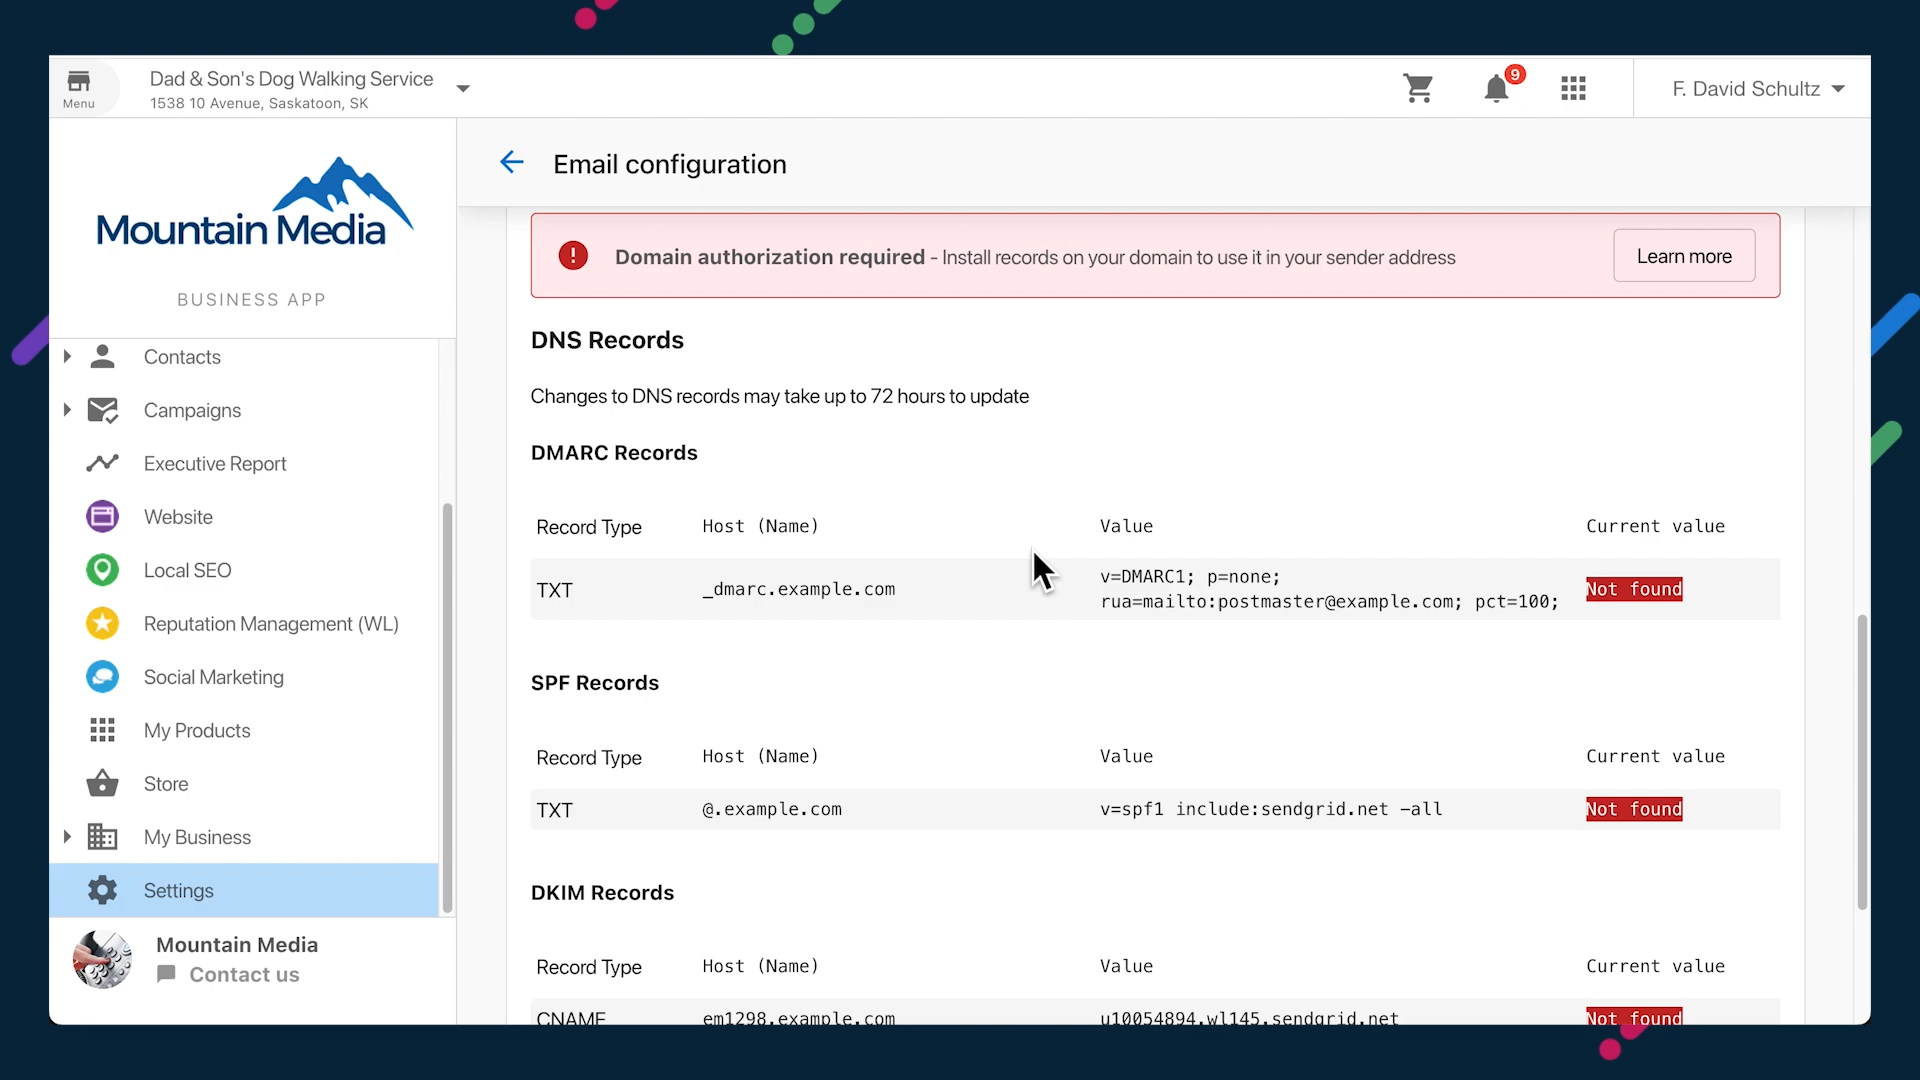 Menu
Dad & Son's Dog Walking Service
1538 10 Avenue, Saskatoon, SK
9
F. David Schultz
Mountain Media
BUSINESS APP
Contacts
Campaigns
Executive Report
Website
Local SEO
Reputation Management (WL)
Social Marketing
My Products
Store
My Business
Settings
Mountain Media
Contact us
Email configuration
Domain authorization required - Install records on your domain to use it in your sender address
Learn more
DNS Records
Changes to DNS records may take up to 72 hours to update
DMARC Records
Record Type Host (Name) Value Current value
TXT _dmarc.example.com v=DMARC1; p=none;
rua=mailto:postmaster@example.com; pct=100; Not found
SPF Records
Record Type Host (Name) Value Current value
TXT @.example.com v=spf1 include:sendgrid.net -all Not found
DKIM Records
Record Type Host (Name) Value Current value
CNAME em1298.example.com u10054894.wl145.sendgrid.net Not found